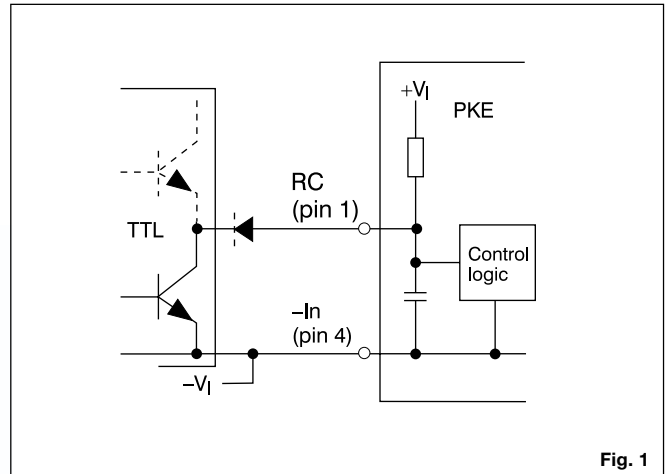 +VI
PKE
RC
(pin 1)
TTL
Control
logic
–In
(pin 4)
–VI
Fig. 1